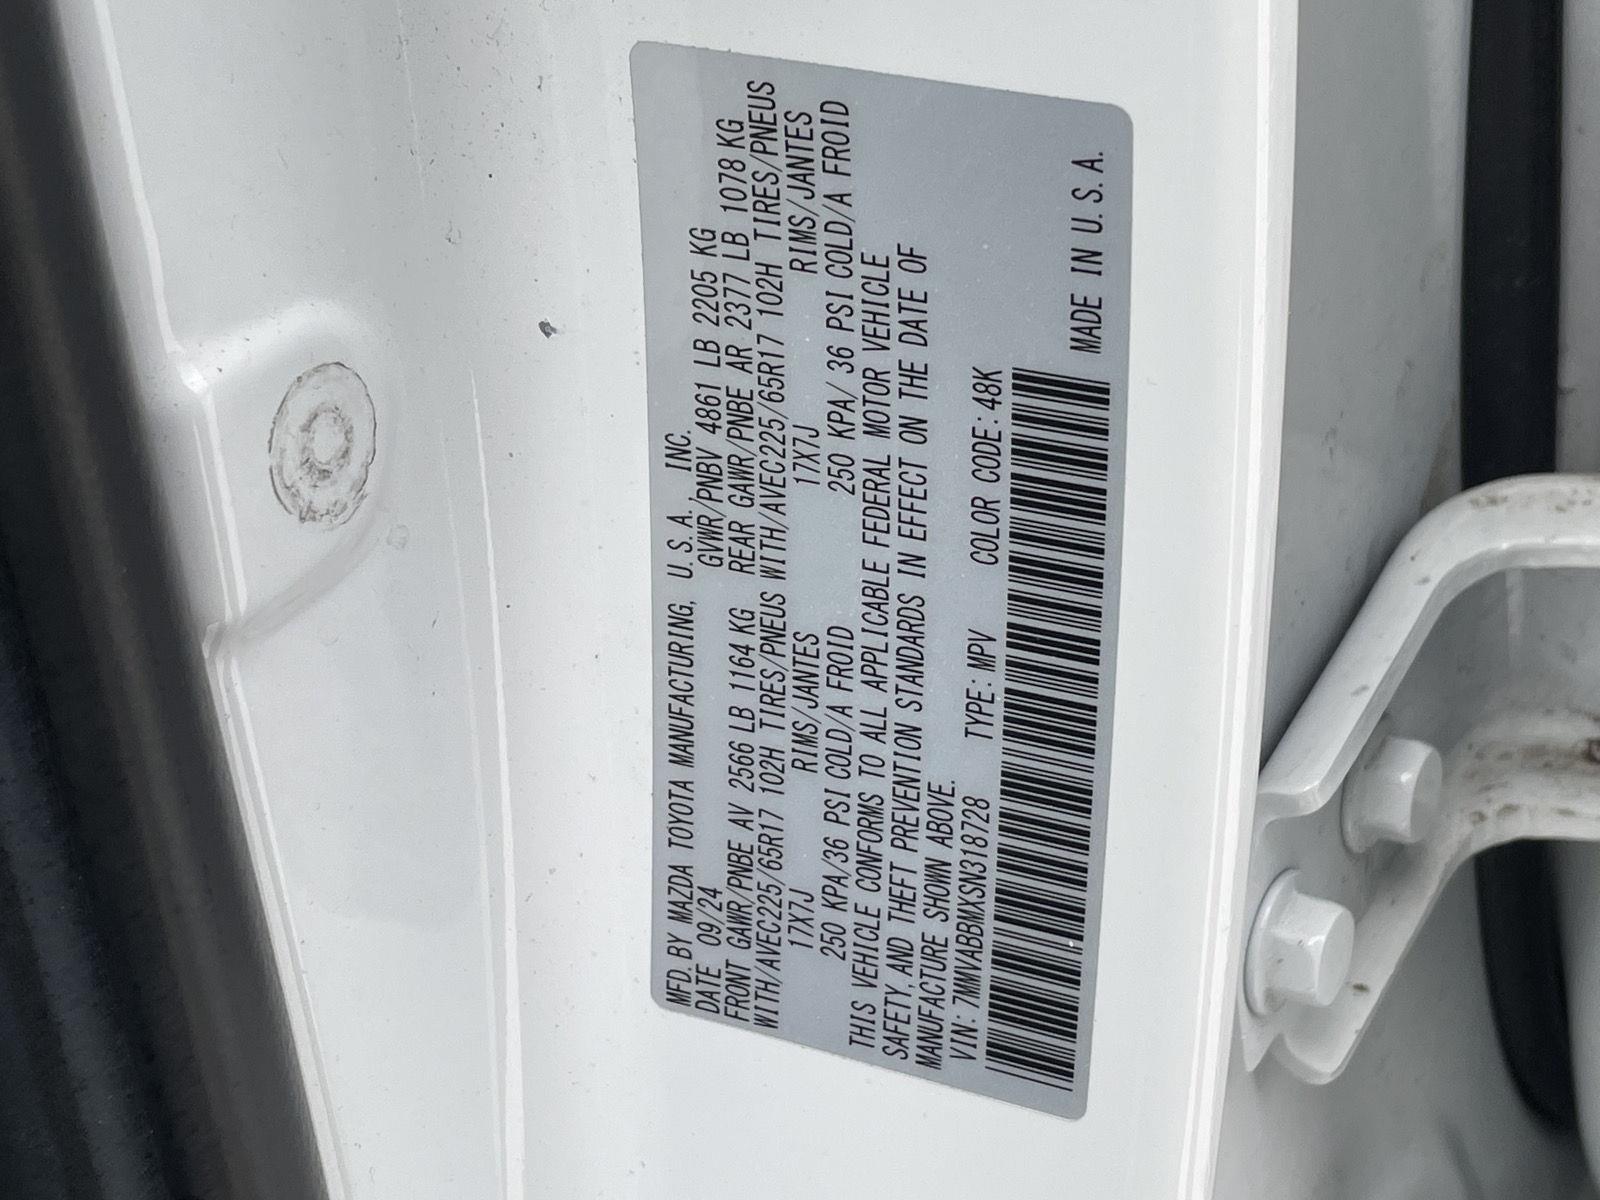 MFD. BY MAZDA TOYOTA MANUFACTURING, U.S.A. INC.
DATE 09/24 GVWR/PNBV 4861 LB 2205 KG
FRONT GAWR/PNBE AV 2566 LB 1164 KG REAR GAWR/PNBE AR 2377 LB 1078 KG
WITH/AVEC225/65R17 102H TIRES/PNEUS WITH/AVEC225/65R17 102H TIRES/PNEUS
17X7J RIMS/JANTES 17X7J RIMS/JANTES
250 KPA/36 PSI COLD/A FROID 250 KPA/ 36 PSI COLD/A FROID
THIS VEHICLE CONFORMS TO ALL APPLICABLE FEDERAL MOTOR VEHICLE
SAFETY, AND THEFT PREVENTION STANDARDS IN EFFECT ON THE DATE OF
MANUFACTURE SHOWN ABOVE.
VIN: 7MMVABBMXSN318728 TYPE: MPV COLOR CODE: 48K
MADE IN U.S.A.